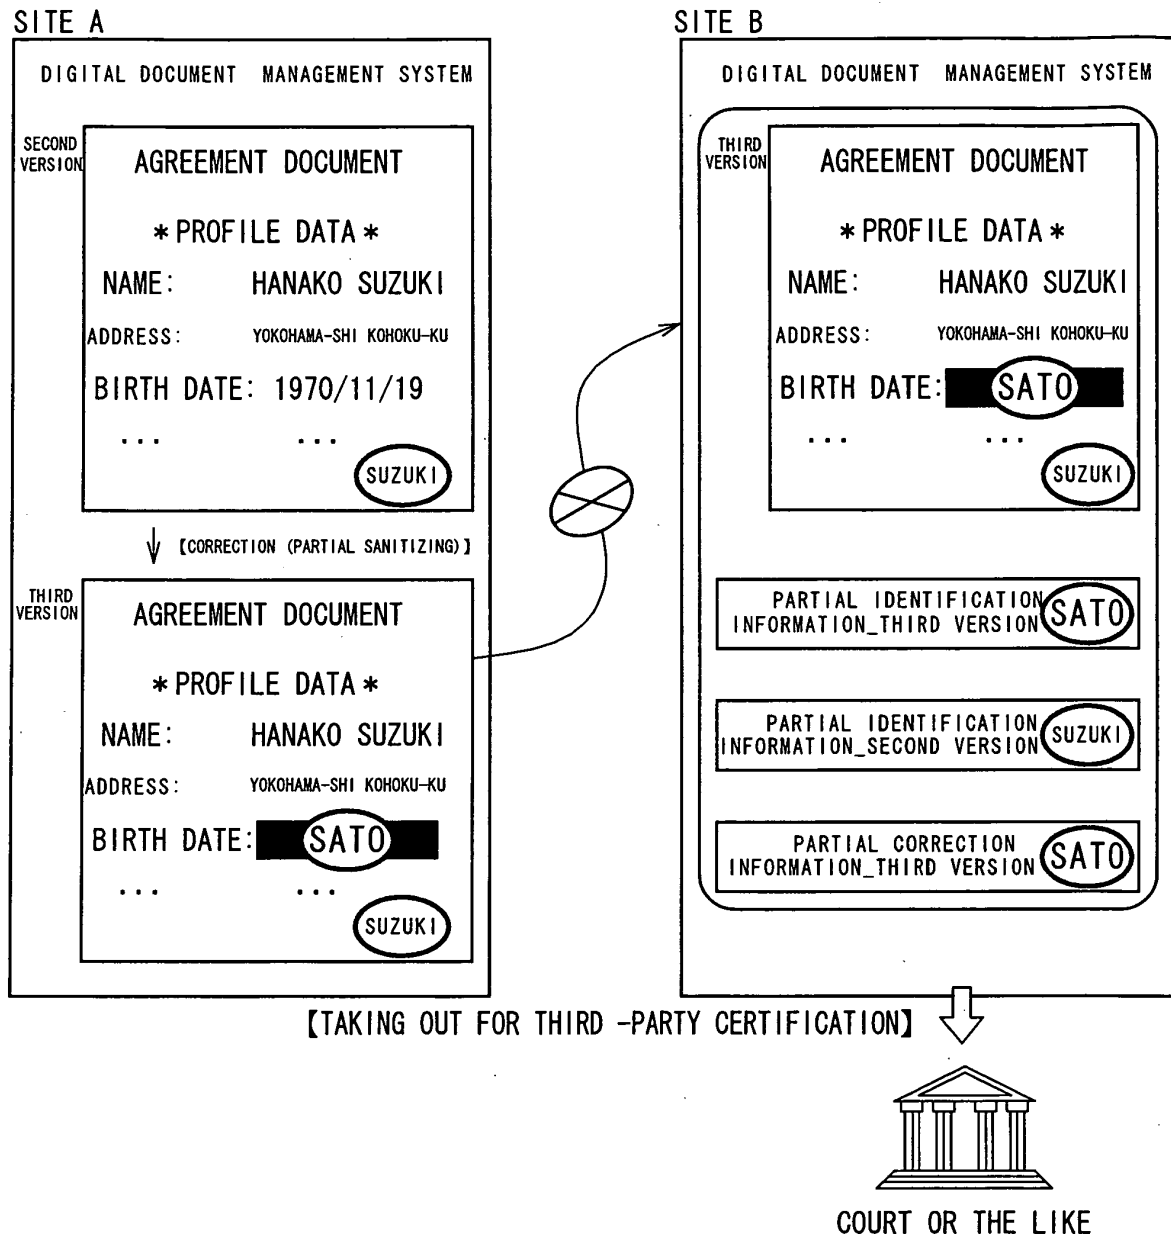 SITE A
DIGITAL DOCUMENT MANAGEMENT SYSTEM
SECOND
VERSION
AGREEMENT DOCUMENT
*PROFILE DATA*
NAME: HANAKO SUZUKI
ADDRESS: YOKOHAMA-SHI KOHOKU-KU
BIRTH DATE: 1970/11/19
... ...
SUZUKI
【CORRECTION (PARTIAL SANITIZING)】
THIRD
VERSION
AGREEMENT DOCUMENT
*PROFILE DATA*
NAME: HANAKO SUZUKI
ADDRESS: YOKOHAMA-SHI KOHOKU-KU
BIRTH DATE: SATO
... ...
SUZUKI
SITE B
DIGITAL DOCUMENT MANAGEMENT SYSTEM
THIRD
VERSION
AGREEMENT DOCUMENT
*PROFILE DATA*
NAME: HANAKO SUZUKI
ADDRESS: YOKOHAMA-SHI KOHOKU-KU
BIRTH DATE: SATO
... ...
SUZUKI
PARTIAL IDENTIFICATION
INFORMATION_THIRD VERSION
SATO
PARTIAL IDENTIFICATION
INFORMATION_SECOND VERSION
SUZUKI
PARTIAL CORRECTION
INFORMATION_THIRD VERSION
SATO
【TAKING OUT FOR THIRD -PARTY CERTIFICATION】
COURT OR THE LIKE